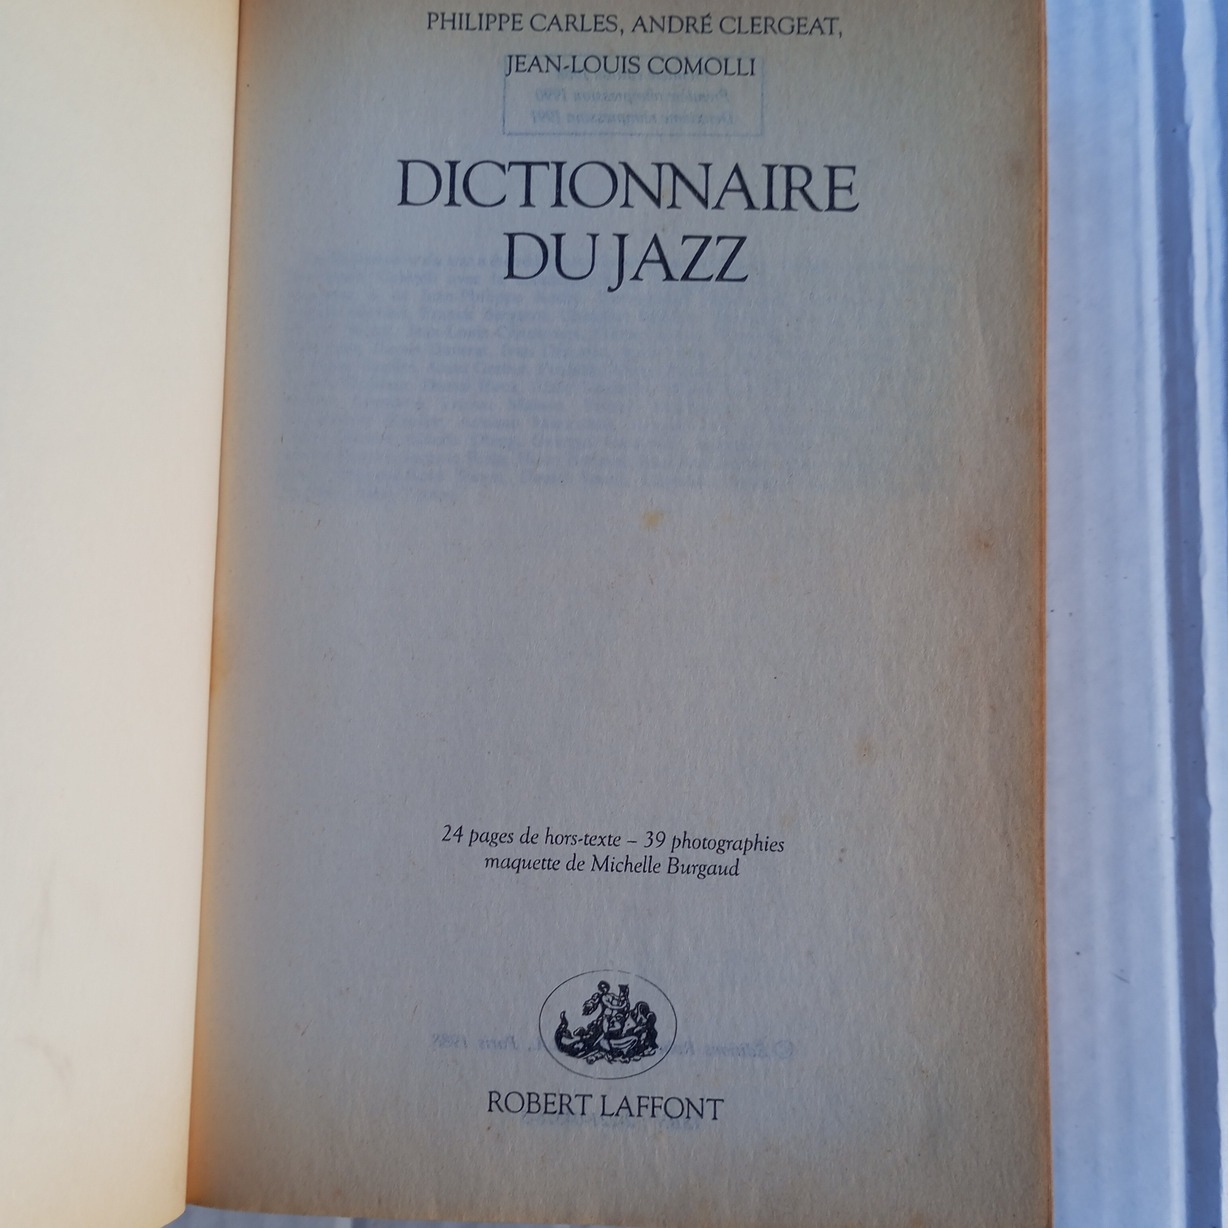 PHILIPPE CARLES, ANDRÉ CLERGEAT,
JEAN-LOUIS COMOLLI
DICTIONNAIRE
DU JAZZ
24 pages de hors-texte – 39 photographies
maquette de Michelle Burgaud
ROBERT LAFFONT